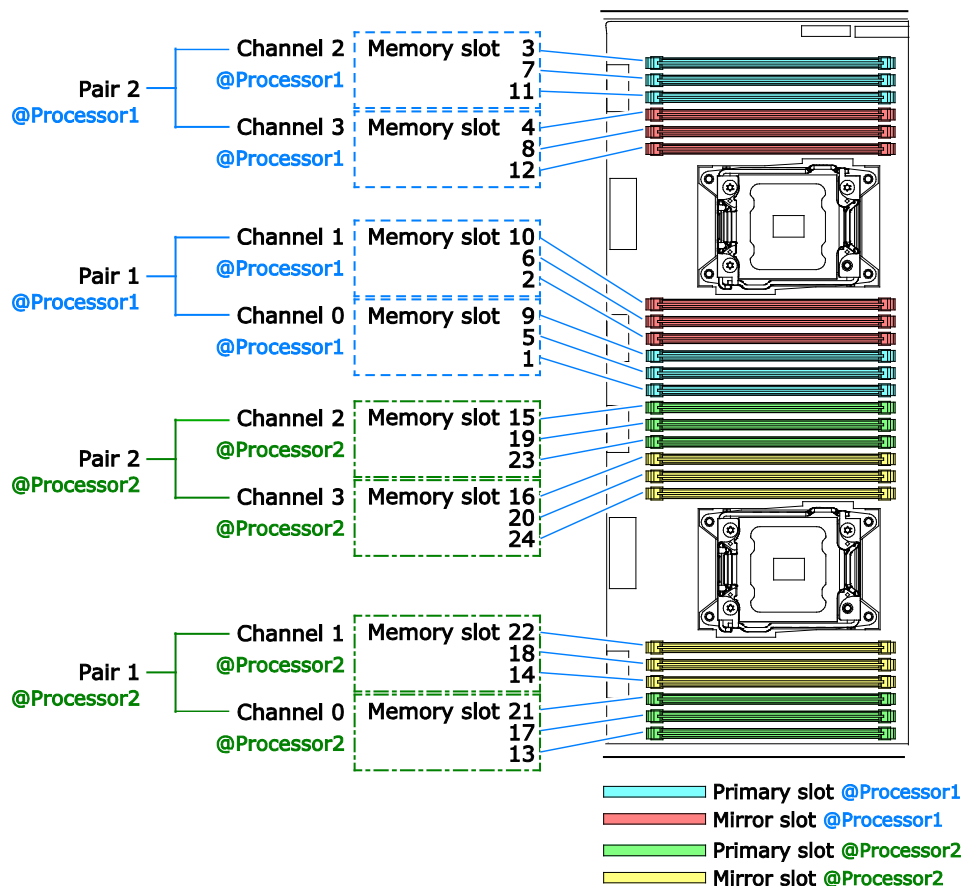 Channel 2 Memory slot 3
@Processor1 7
11
Pair 2
@Processor1
Channel 3 Memory slot 4
@Processor1 8
12
Channel 1 Memory slot 10
@Processor1 6
2
Pair 1
@Processor1
Channel 0 Memory slot 9
@Processor1 5
1
Channel 2 Memory slot 15
@Processor2 19
23
Pair 2
@Processor2
Channel 3 Memory slot 16
@Processor2 20
24
Channel 1 Memory slot 22
@Processor2 18
14
Pair 1
@Processor2
Channel 0 Memory slot 21
@Processor2 17
13
Primary slot @Processor1
Mirror slot @Processor1
Primary slot @Processor2
Mirror slot @Processor2